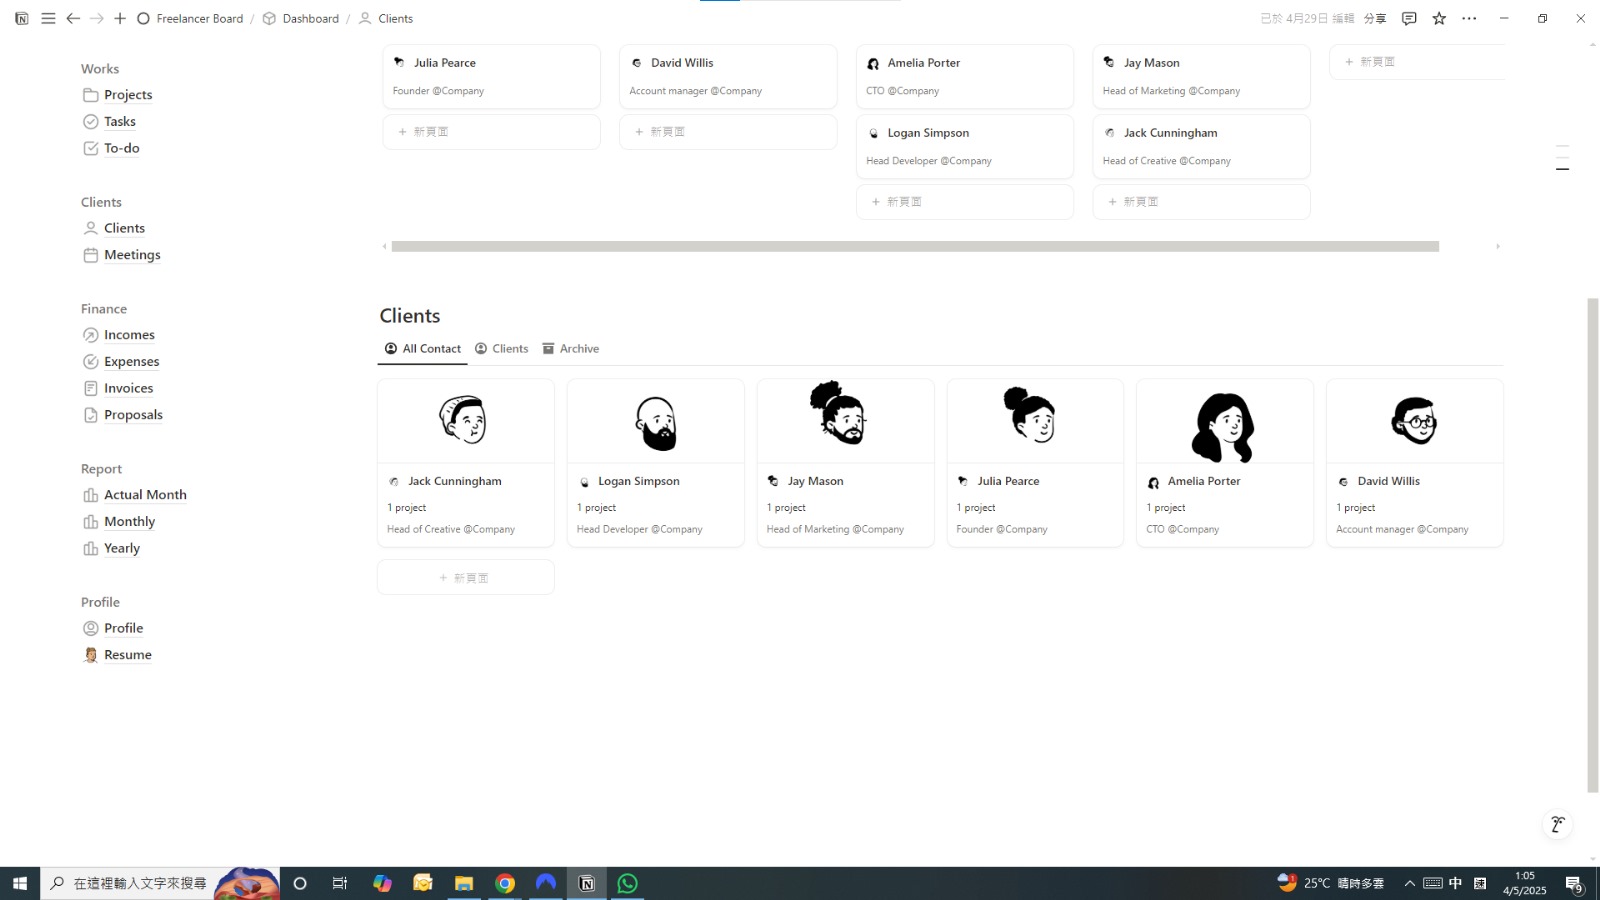 Freelancer Board / Dashboard / Clients
已於 4月29日 編輯 分享
Works
Projects
Tasks
To-do
Clients
Clients
Meetings
Finance
Incomes
Expenses
Invoices
Proposals
Report
Actual Month
Monthly
Yearly
Profile
Profile
Resume
Julia Pearce
Founder @Company
+ 新頁面
David Willis
Account manager @Company
+ 新頁面
Amelia Porter
CTO @Company
Logan Simpson
Head Developer @Company
+ 新頁面
Jay Mason
Head of Marketing @Company
Jack Cunningham
Head of Creative @Company
+ 新頁面
+ 新頁面
Clients
All Contact Clients Archive
Jack Cunningham
1 project
Head of Creative @Company
Logan Simpson
1 project
Head Developer @Company
Jay Mason
1 project
Head of Marketing @Company
Julia Pearce
1 project
Founder @Company
Amelia Porter
1 project
CTO @Company
David Willis
1 project
Account manager @Company
+ 新頁面
在這裡輸入文字來搜尋
1
25°C 晴時多雲
中
1:05
4/5/2025
9